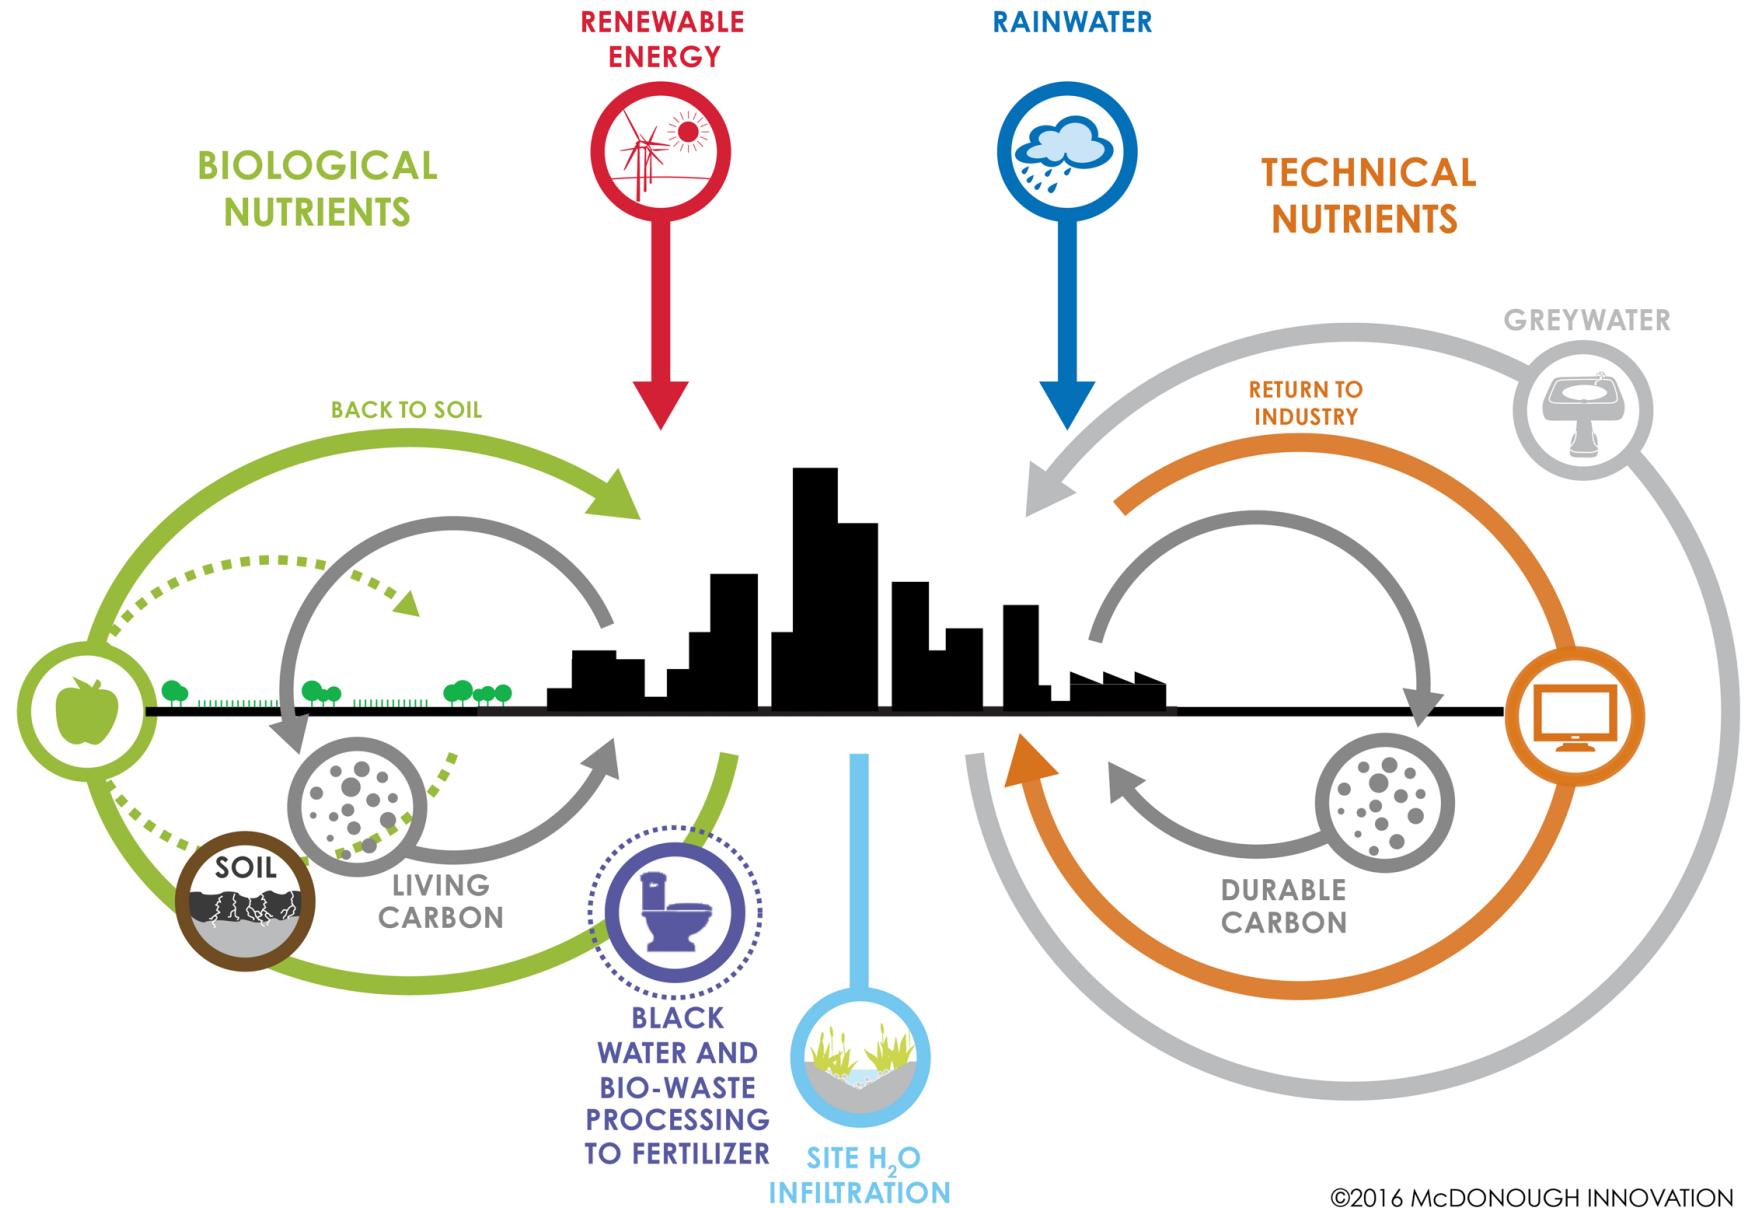 RENEWABLE
ENERGY
RAINWATER
BIOLOGICAL
NUTRIENTS
TECHNICAL
NUTRIENTS
GREYWATER
BACK TO SOIL
RETURN TO
INDUSTRY
SOIL
LIVING
CARBON
DURABLE
CARBON
BLACK
WATER AND
BIO-WASTE
PROCESSING
TO FERTILIZER
SITE H₂O
INFILTRATION
©2016 McDONOUGH INNOVATION